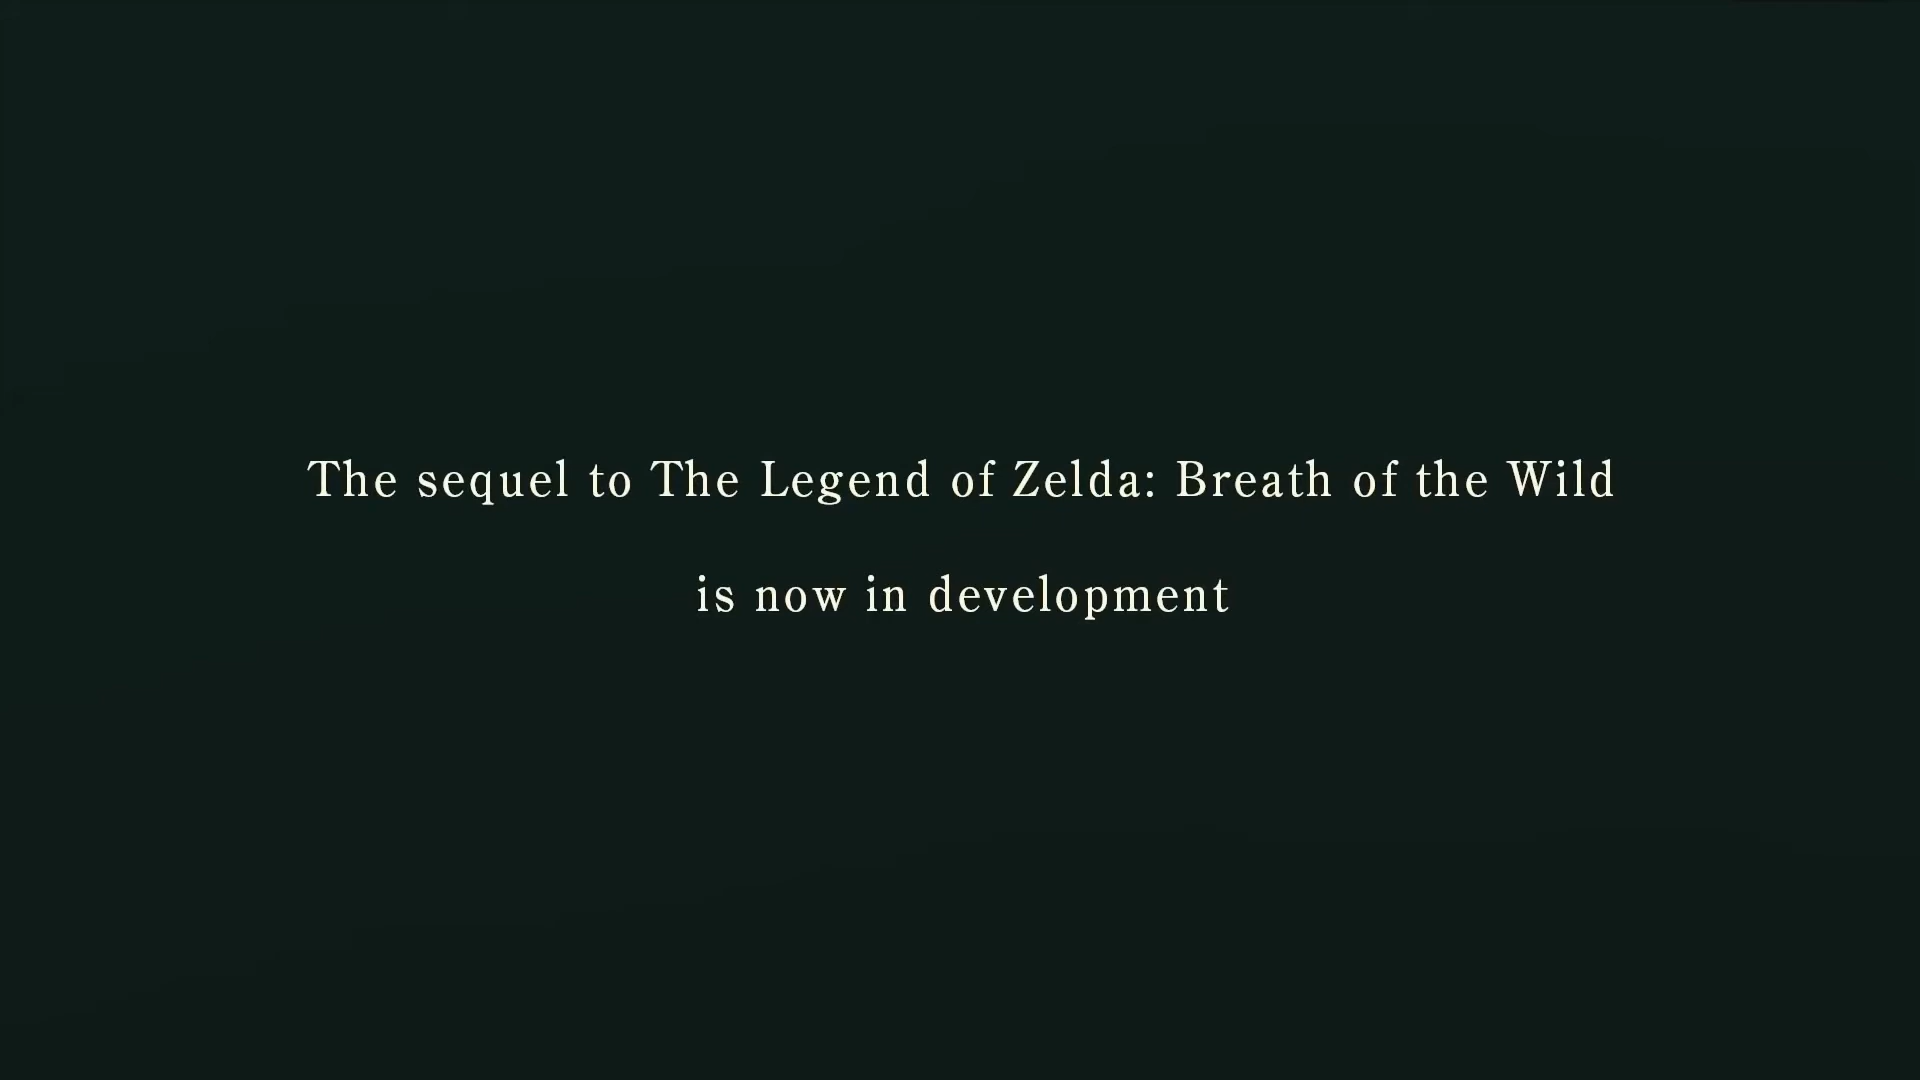 The sequel to The Legend of Zelda: Breath of the Wild
is now in development